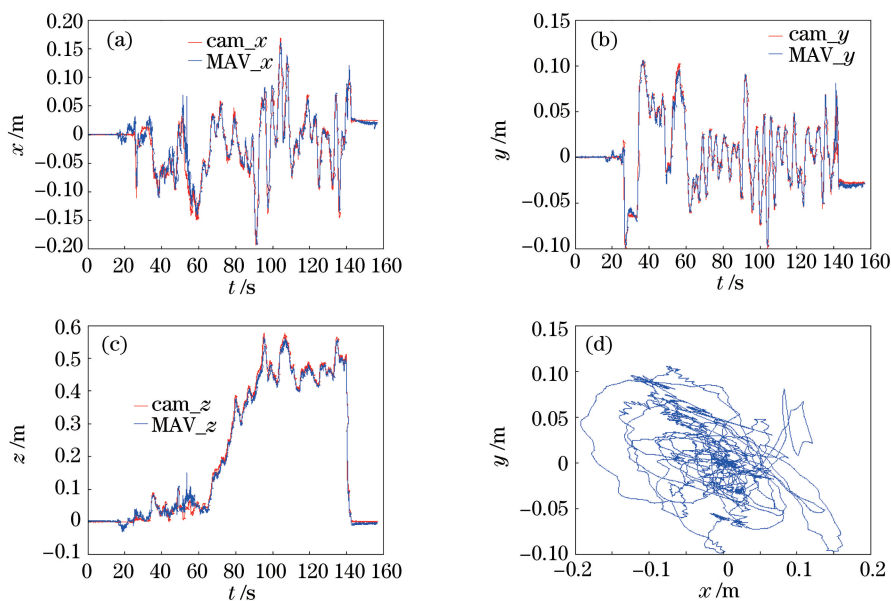 (a)
cam_x
MAV_x
0.20
0.15
0.10
0.05
0
−0.05
−0.10
−0.15
−0.20
x /m
0 20 40 60 80 100 120 140 160
t /s
(b)
cam_y
MAV_y
0.15
0.10
0.05
0
−0.05
−0.10
y /m
0 20 40 60 80 100 120 140 160
t /s
(c)
cam_z
MAV_z
0.6
0.5
0.4
0.3
0.2
0.1
0
−0.1
z /m
0 20 40 60 80 100 120 140 160
t /s
(d)
0.15
0.10
0.05
0
−0.05
−0.10
y /m
−0.2 −0.1 0 0.1 0.2
x /m